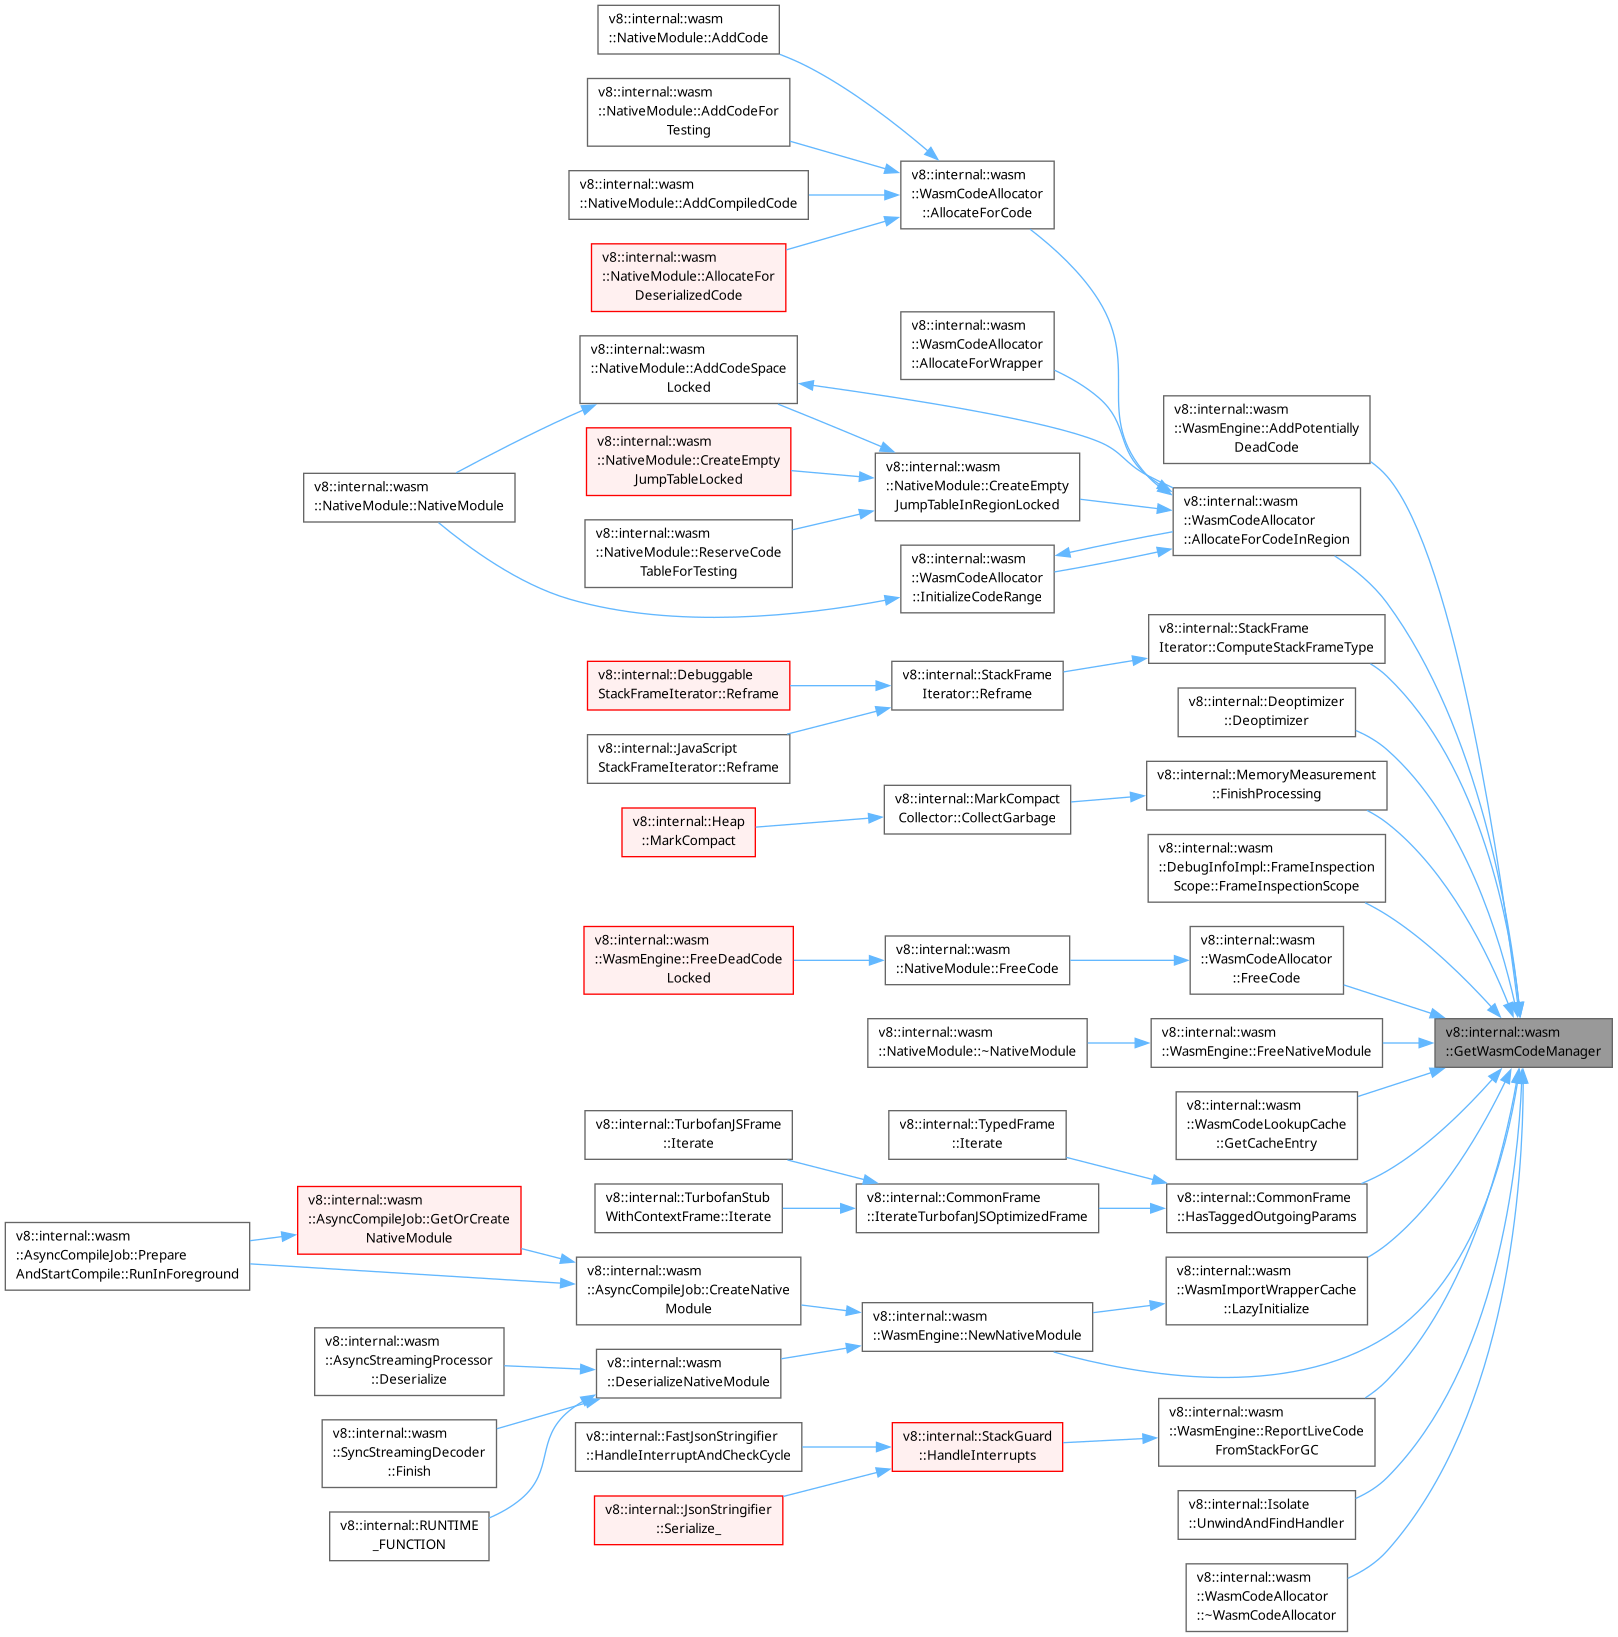 v8::internal::wasm
::NativeModule::AddCode
v8::internal::wasm
::NativeModule::AddCodeFor
Testing
v8::internal::wasm
::NativeModule::AddCompiledCode
v8::internal::wasm
::NativeModule::AllocateFor
DeserializedCode
v8::internal::wasm
::WasmCodeAllocator
::AllocateForCode
v8::internal::wasm
::WasmCodeAllocator
::AllocateForWrapper
v8::internal::wasm
::NativeModule::AddCodeSpace
Locked
v8::internal::wasm
::NativeModule::CreateEmpty
JumpTableLocked
v8::internal::wasm
::NativeModule::ReserveCode
TableForTesting
v8::internal::wasm
::NativeModule::NativeModule
v8::internal::wasm
::NativeModule::CreateEmpty
JumpTableInRegionLocked
v8::internal::wasm
::WasmCodeAllocator
::InitializeCodeRange
v8::internal::wasm
::WasmEngine::AddPotentially
DeadCode
v8::internal::wasm
::WasmCodeAllocator
::AllocateForCodeInRegion
v8::internal::StackFrame
Iterator::ComputeStackFrameType
v8::internal::Debuggable
StackFrameIterator::Reframe
v8::internal::StackFrame
Iterator::Reframe
v8::internal::JavaScript
StackFrameIterator::Reframe
v8::internal::Deoptimizer
::Deoptimizer
v8::internal::MemoryMeasurement
::FinishProcessing
v8::internal::MarkCompact
Collector::CollectGarbage
v8::internal::Heap
::MarkCompact
v8::internal::wasm
::DebugInfoImpl::FrameInspection
Scope::FrameInspectionScope
v8::internal::wasm
::WasmEngine::FreeDeadCode
Locked
v8::internal::wasm
::NativeModule::FreeCode
v8::internal::wasm
::WasmCodeAllocator
::FreeCode
v8::internal::wasm
::NativeModule::~NativeModule
v8::internal::wasm
::WasmEngine::FreeNativeModule
v8::internal::wasm
::GetWasmCodeManager
v8::internal::wasm
::WasmCodeLookupCache
::GetCacheEntry
v8::internal::TurbofanJSFrame
::Iterate
v8::internal::TypedFrame
::Iterate
v8::internal::TurbofanStub
WithContextFrame::Iterate
v8::internal::CommonFrame
::IterateTurbofanJSOptimizedFrame
v8::internal::CommonFrame
::HasTaggedOutgoingParams
v8::internal::wasm
::AsyncCompileJob::GetOrCreate
NativeModule
v8::internal::wasm
::AsyncCompileJob::Prepare
AndStartCompile::RunInForeground
v8::internal::wasm
::AsyncCompileJob::CreateNative
Module
v8::internal::wasm
::WasmImportWrapperCache
::LazyInitialize
v8::internal::wasm
::WasmEngine::NewNativeModule
v8::internal::wasm
::AsyncStreamingProcessor
::Deserialize
v8::internal::wasm
::DeserializeNativeModule
v8::internal::wasm
::SyncStreamingDecoder
::Finish
v8::internal::RUNTIME
_FUNCTION
v8::internal::FastJsonStringifier
::HandleInterruptAndCheckCycle
v8::internal::StackGuard
::HandleInterrupts
v8::internal::JsonStringifier
::Serialize_
v8::internal::wasm
::WasmEngine::ReportLiveCode
FromStackForGC
v8::internal::Isolate
::UnwindAndFindHandler
v8::internal::wasm
::WasmCodeAllocator
::~WasmCodeAllocator